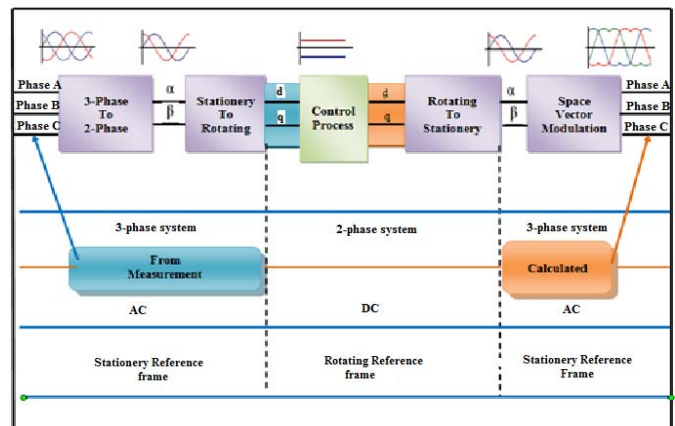 Phase A
Phase B
Phase C
3-Phase
To
2-Phase
α
β
Stationery
To
Rotating
d
q
Control
Process
d
q
Rotating
To
Stationery
α
β
Space
Vector
Modulation
Phase A
Phase B
Phase C
3-phase system
2-phase system
3-phase system
From
Measurement
Calculated
AC
DC
AC
Stationery Reference
frame
Rotating Reference
frame
Stationery Reference
Frame